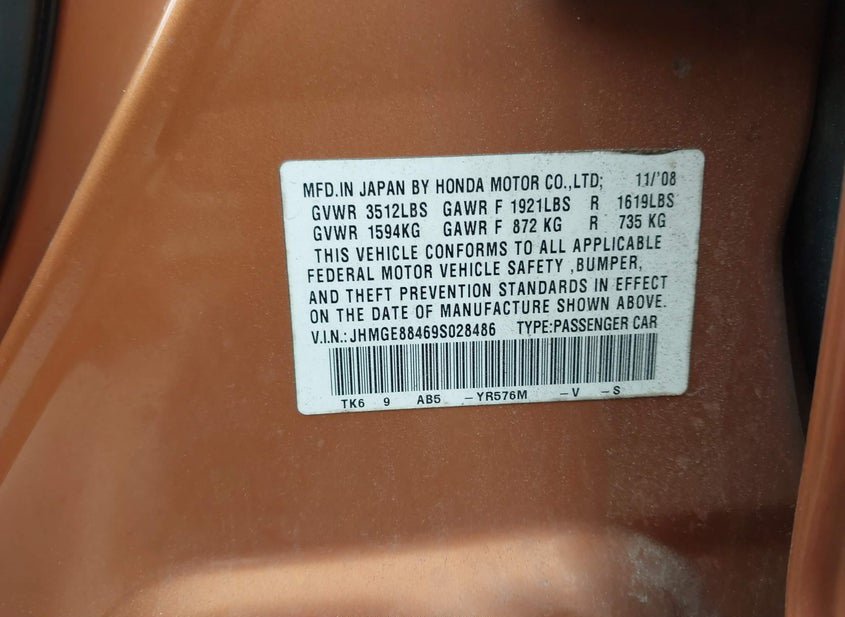 MFD.IN JAPAN BY HONDA MOTOR CO.,LTD; 11/'08
GVWR 3512LBS GAWR F 1921LBS R 1619LBS
GVWR 1594KG GAWR F 872 KG R 735 KG
THIS VEHICLE CONFORMS TO ALL APPLICABLE
FEDERAL MOTOR VEHICLE SAFETY ,BUMPER,
AND THEFT PREVENTION STANDARDS IN EFFECT
ON THE DATE OF MANUFACTURE SHOWN ABOVE.
V.I.N.:JHMGE88469S028486 TYPE:PASSENGER CAR
TK6 9 AB5 -YR576M -V -S